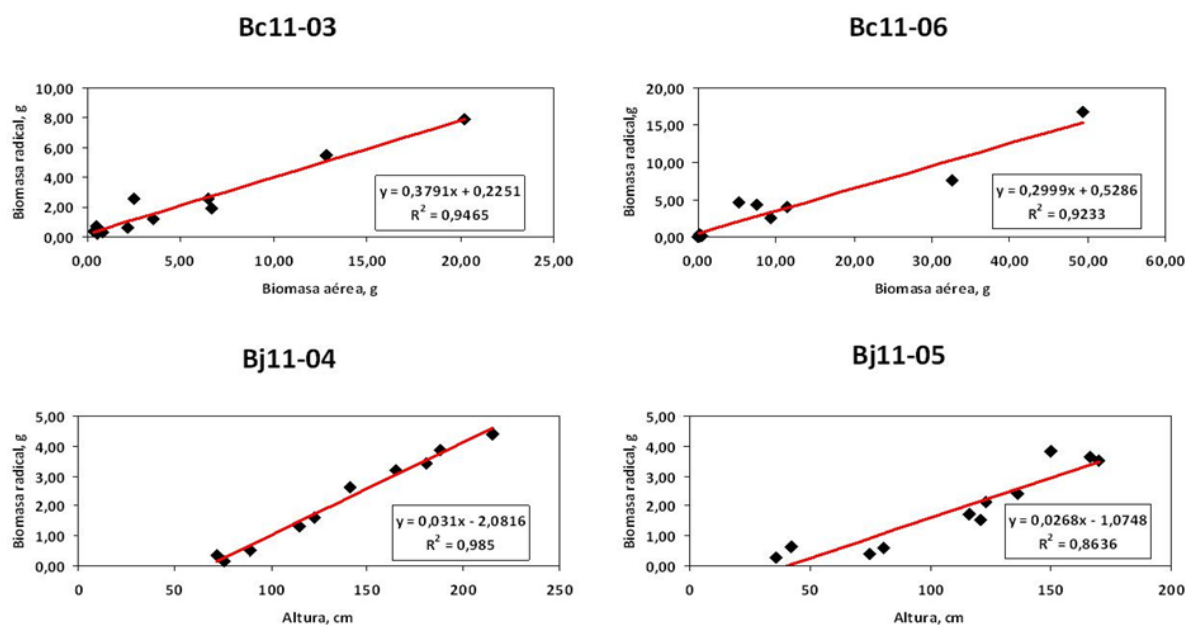 Bc11-03
Biomasa radical, g
10,00
8,00
6,00
4,00
2,00
0,00
y = 0,3791x + 0,2251
R² = 0,9465
0,00 5,00 10,00 15,00 20,00 25,00
Biomasa aérea, g
Bc11-06
Biomasa radical,g
20,00
15,00
10,00
5,00
0,00
y = 0,2999x + 0,5286
R² = 0,9233
0,00 10,00 20,00 30,00 40,00 50,00 60,00
Biomasa aérea, g
Bj11-04
Biomasa radical, g
5,00
4,00
3,00
2,00
1,00
0,00
y = 0,031x - 2,0816
R² = 0,985
0 50 100 150 200 250
Altura, cm
Bj11-05
Biomasa radical, g
5,00
4,00
3,00
2,00
1,00
0,00
y = 0,0268x - 1,0748
R² = 0,8636
0 50 100 150 200
Altura, cm